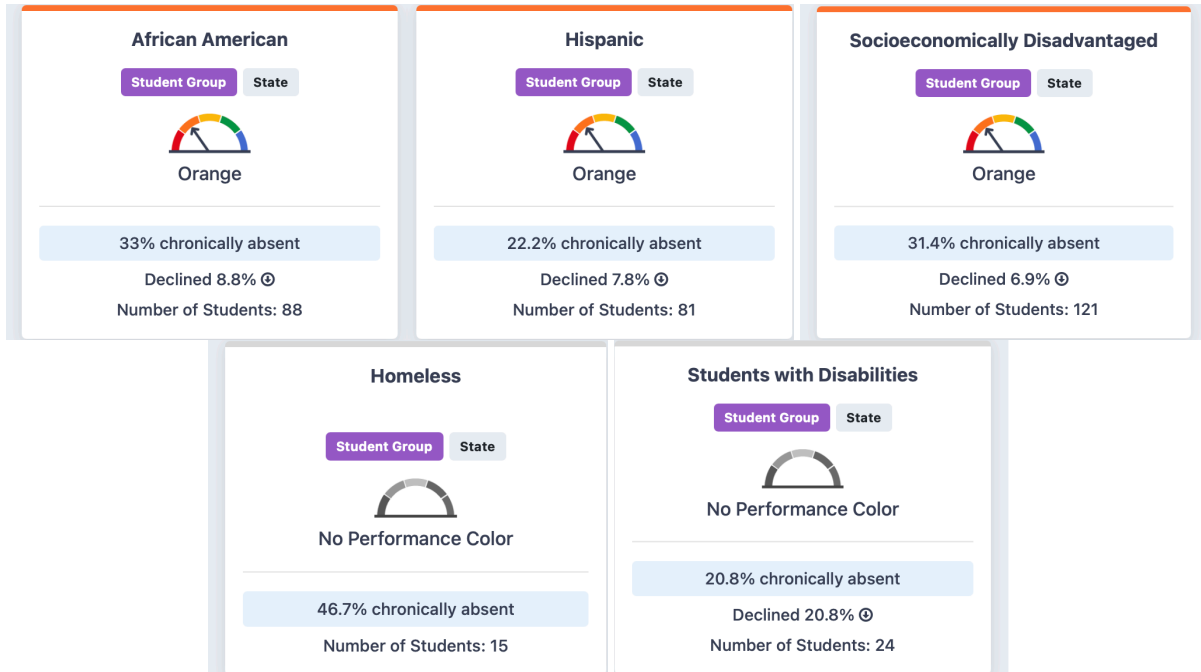 African American
Student Group State
Orange
33% chronically absent
Declined 8.8%
Number of Students: 88
Hispanic
Student Group State
Orange
22.2% chronically absent
Declined 7.8%
Number of Students: 81
Socioeconomically Disadvantaged
Student Group State
Orange
31.4% chronically absent
Declined 6.9%
Number of Students: 121
Homeless
Student Group State
No Performance Color
46.7% chronically absent
Number of Students: 15
Students with Disabilities
Student Group State
No Performance Color
20.8% chronically absent
Declined 20.8%
Number of Students: 24